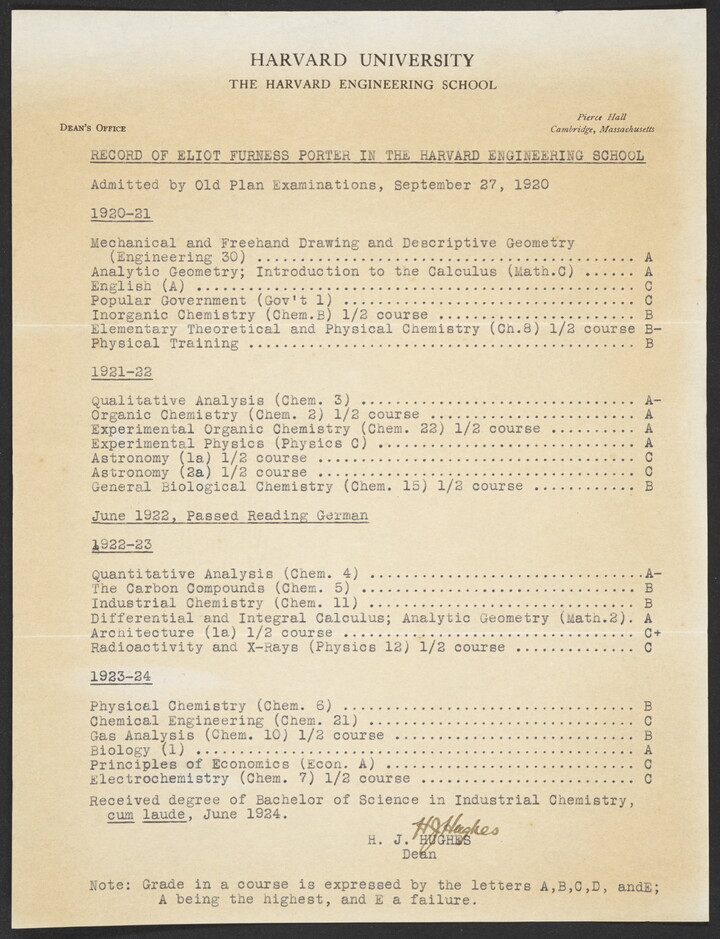 HARVARD UNIVERSITY
THE HARVARD ENGINEERING SCHOOL
DEAN'S OFFICE
Pierce Hall
Cambridge, Massachusetts
RECORD OF ELIOT FURNESS PORTER IN THE HARVARD ENGINEERING SCHOOL
Admitted by Old Plan Examinations, September 27, 1920
1920-21
Mechanical and Freehand Drawing and Descriptive Geometry
(Engineering 30) .......................................... A
Analytic Geometry; Introduction to the Calculus (Math.C) ...... A
English (A) .................................................. C
Popular Government (Gov't 1) ................................. C
Inorganic Chemistry (Chem.B) 1/2 course ...................... B
Elementary Theoretical and Physical Chemistry (Ch.8) 1/2 course B-
Physical Training ............................................ B
1921-22
Qualitative Analysis (Chem. 3) ............................... A-
Organic Chemistry (Chem. 2) 1/2 course ....................... A
Experimental Organic Chemistry (Chem. 22) 1/2 course .......... A
Experimental Physics (Physics C) ............................. A
Astronomy (1a) 1/2 course .................................... C
Astronomy (2a) 1/2 course .................................... C
General Biological Chemistry (Chem. 15) 1/2 course ............ B
June 1922, Passed Reading German
1922-23
Quantitative Analysis (Chem. 4) ...............................A-
The Carbon Compounds (Chem. 5) ............................... B
Industrial Chemistry (Chem. 11) .............................. B
Differential and Integral Calculus; Analytic Geometry (Math.2). A
Architecture (1a) 1/2 course ................................. C+
Radioactivity and X-Rays (Physics 12) 1/2 course ............. C
1923-24
Physical Chemistry (Chem. 6) ................................. B
Chemical Engineering (Chem. 21) .............................. C
Gas Analysis (Chem. 10) 1/2 course ........................... B
Biology (1) .................................................. A
Principles of Economics (Econ. A) ............................ C
Electrochemistry (Chem. 7) 1/2 course ........................ C
Received degree of Bachelor of Science in Industrial Chemistry,
cum laude, June 1924.
HJHughes
H. J. HUGHES
Dean
Note: Grade in a course is expressed by the letters A,B,C,D, andE;
A being the highest, and E a failure.